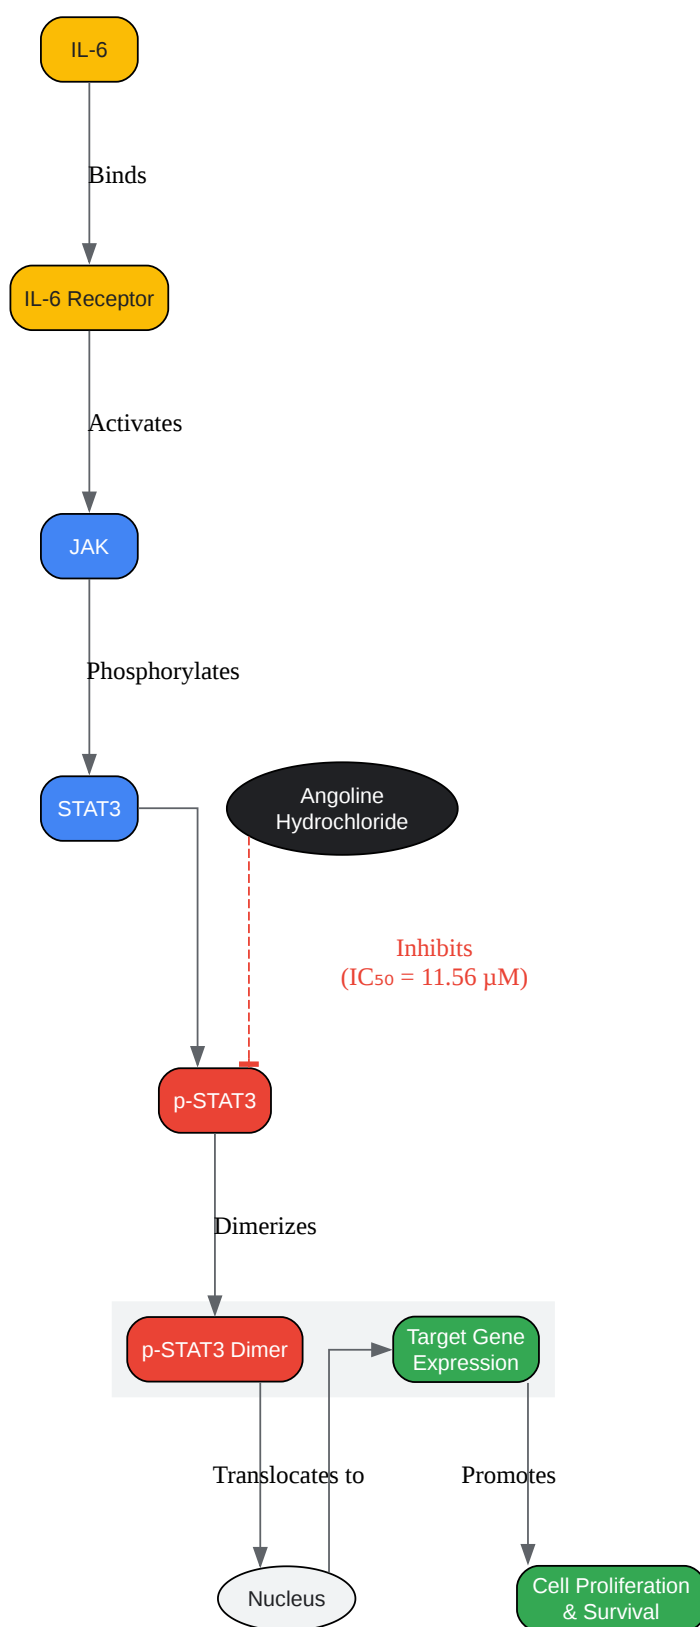 IL-6
Binds
IL-6 Receptor
Activates
JAK
Phosphorylates
STAT3
Angoline
Hydrochloride
Inhibits
(IC₅₀ = 11.56 µM)
p-STAT3
Dimerizes
p-STAT3 Dimer
Target Gene
Expression
Translocates to
Promotes
Nucleus
Cell Proliferation
& Survival